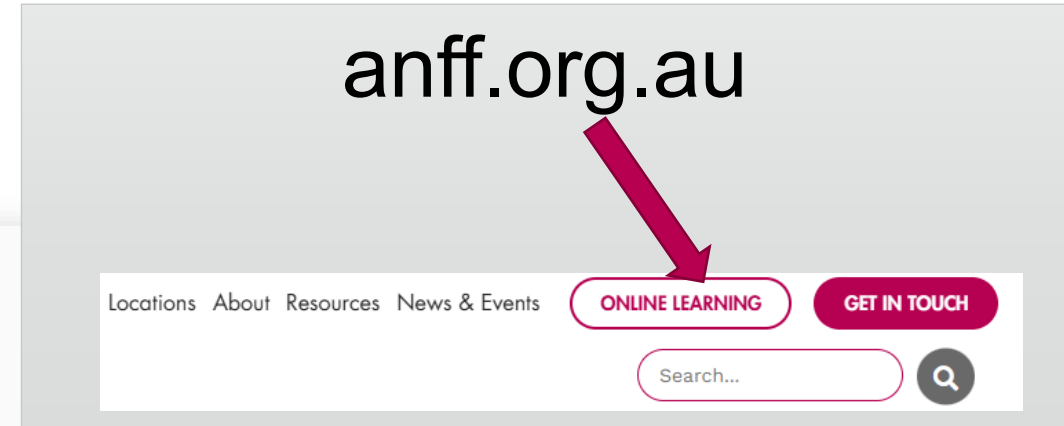 anff.org.au
Locations About Resources News & Events ONLINE LEARNING GET IN TOUCH
Search...